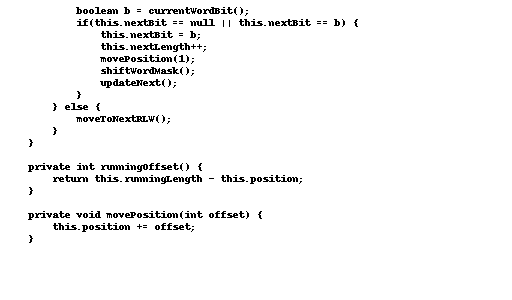 boolean b = currentWordBit();
if(this.nextBit == null || this.nextBit == b) {
this.nextBit = b;
this.nextLength++;
movePosition(1);
shiftWordMask();
updateNext();
}
} else {
moveToNextRLW();
}
}
private int runningOffset() {
return this.runningLength - this.position;
}
private void movePosition(int offset) {
this.position += offset;
}